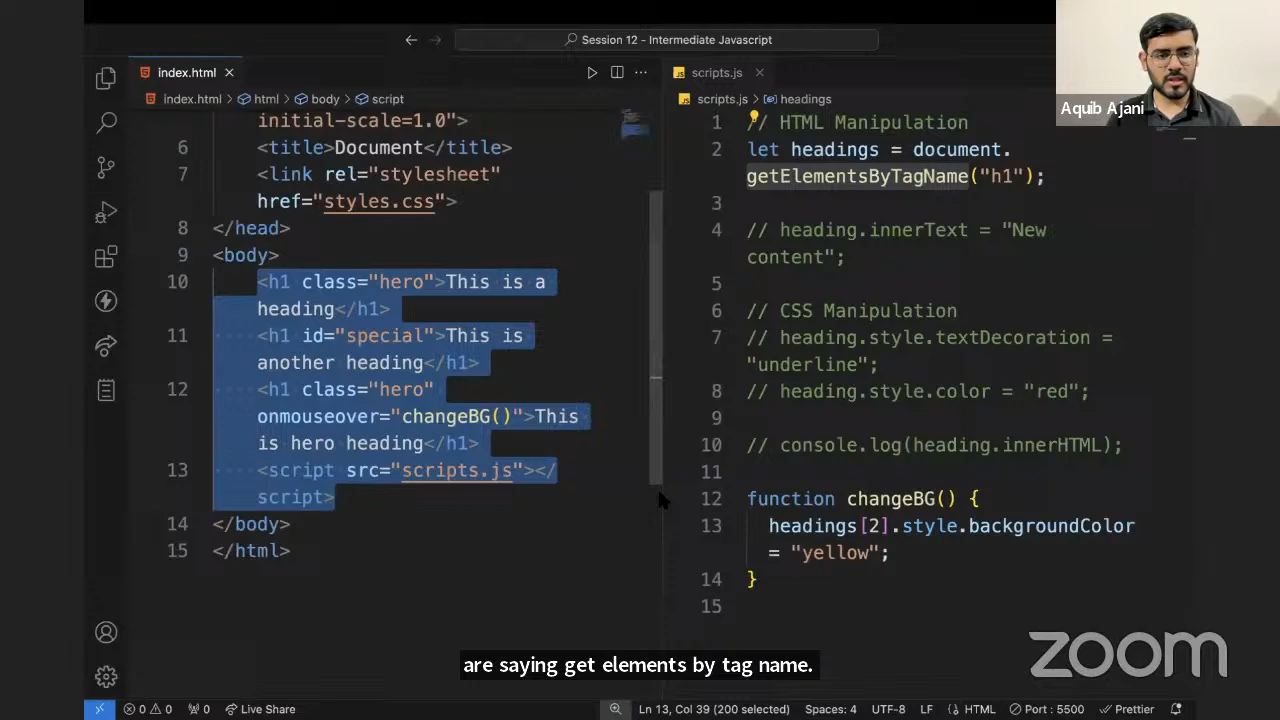 Session 12 - Intermediate Javascript
index.html
index.html > html > body > script
initial-scale=1.0">
6 <title>Document</title>
7 <link rel="stylesheet"
href="styles.css">
8 </head>
9 <body>
10 <h1 class="hero">This is a
heading</h1>
11 <h1 id="special">This is
another heading</h1>
12 <h1 class="hero"
onmouseover="changeBG()">This
is hero heading</h1>
13 <script src="scripts.js"></
script>
14 </body>
15 </html>
JS scripts.js
JS scripts.js > headings
1 // HTML Manipulation
2 let headings = document.
getElementsByTagName("h1");
3
4 // heading.innerText = "New
content";
5
6 // CSS Manipulation
7 // heading.style.textDecoration =
"underline";
8 // heading.style.color = "red";
9
10 // console.log(heading.innerHTML);
11
12 function changeBG() {
13 headings[2].style.backgroundColor
= "yellow";
14 }
15
Aquib Ajani
zoom
are saying get elements by tag name.
0 0 0 Live Share Ln 13, Col 39 (200 selected) Spaces: 4 UTF-8 LF HTML Port : 5500 Prettier